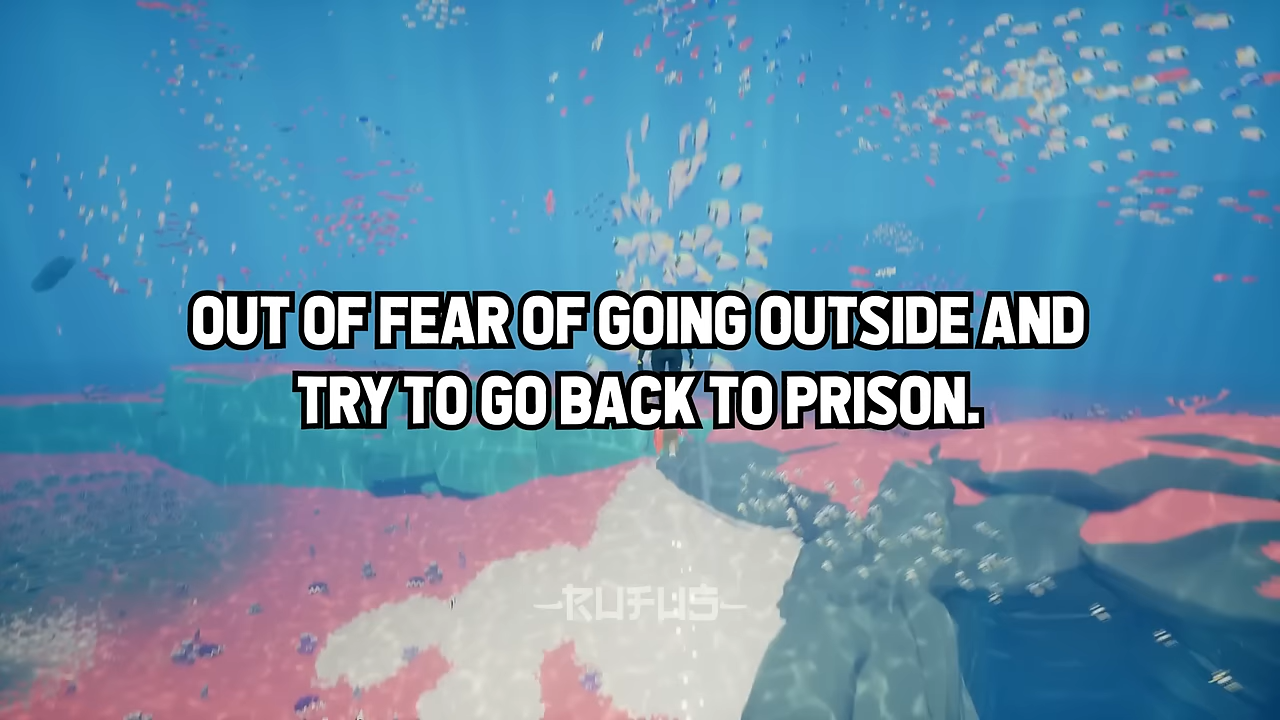 OUT OF FEAR OF GOING OUTSIDE AND
TRY TO GO BACK TO PRISON.
-RUFUS-